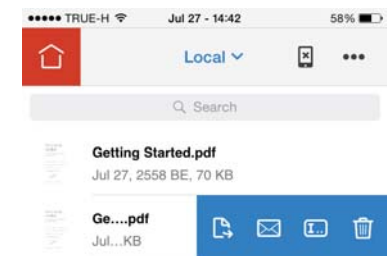 TRUE-H Jul 27 - 14:42 58%
Local
Search
Getting Started.pdf
Jul 27, 2558 BE, 70 KB
Ge....pdf
Jul...KB
I..